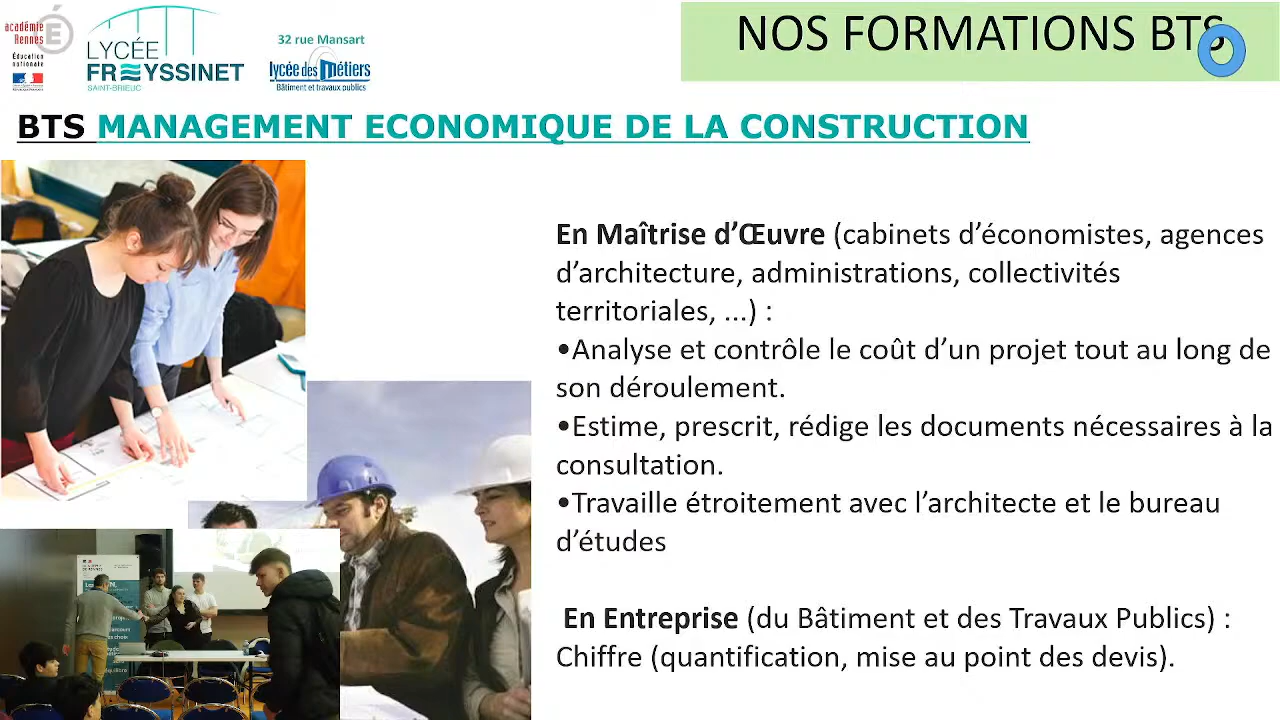 académie
Rennes
É
Éducation
nationale
LYCÉE
FREYSSINET
SAINT-BRIEUC
32 rue Mansart
lycée des métiers
Bâtiment et travaux publics
NOS FORMATIONS BTS
BTS MANAGEMENT ECONOMIQUE DE LA CONSTRUCTION
En Maîtrise d’Œuvre (cabinets d’économistes, agences
d’architecture, administrations, collectivités
territoriales, ...) :
•Analyse et contrôle le coût d’un projet tout au long de
son déroulement.
•Estime, prescrit, rédige les documents nécessaires à la
consultation.
•Travaille étroitement avec l’architecte et le bureau
d’études
En Entreprise (du Bâtiment et des Travaux Publics) :
Chiffre (quantification, mise au point des devis).